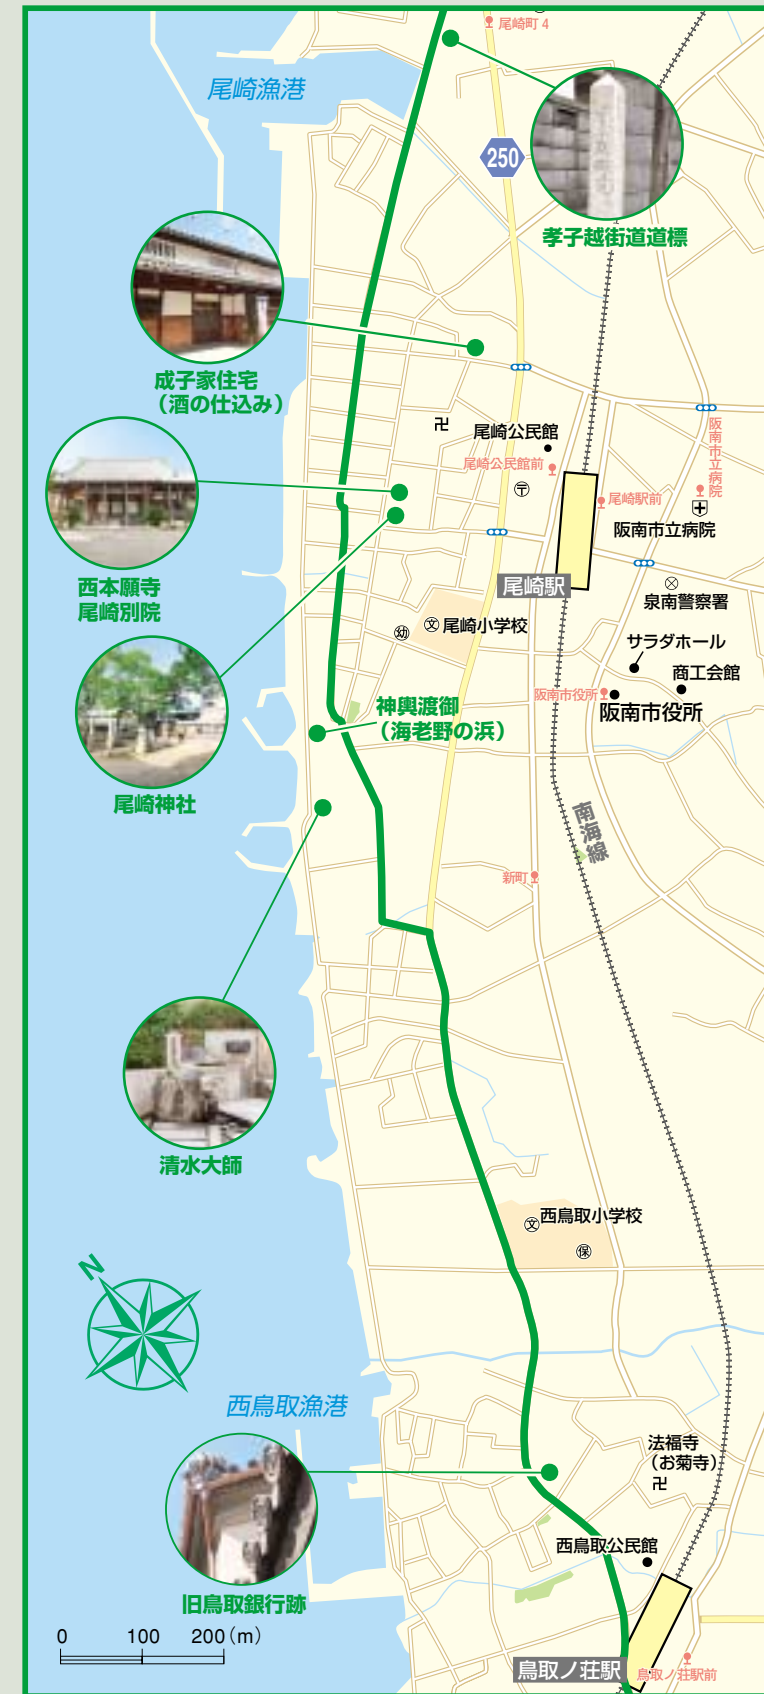 尾崎町4
尾崎漁港
250
孝子越街道道標
成子家住宅
（酒の仕込み）
阪南市立病院
尾崎公民館
尾崎公民館前
尾崎駅前
阪南市立病院
西本願寺
尾崎別院
尾崎駅
泉南警察署
文
尾崎小学校
幼
サラダホール
商工会館
阪南市役所
阪南市役所
神輿渡御
（海老野の浜）
尾崎神社
南海線
新町
清水大師
文
西鳥取小学校
保
N
西鳥取漁港
法福寺
（お菊寺）
西鳥取公民館
旧鳥取銀行跡
0 100 200（m）
鳥取ノ荘駅
鳥取ノ荘駅前